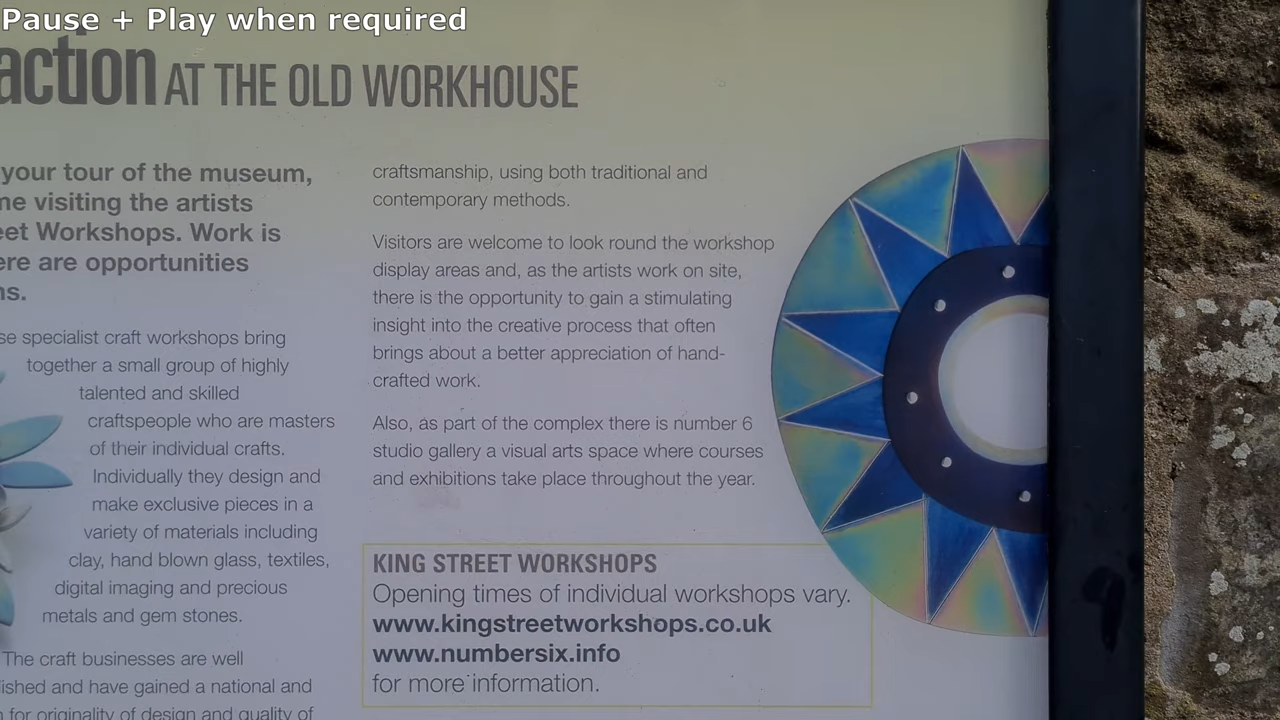 Pause + Play when required
action AT THE OLD WORKHOUSE
your tour of the museum,
me visiting the artists
eet Workshops. Work is
ere are opportunities
ns.
se specialist craft workshops bring
together a small group of highly
talented and skilled
craftspeople who are masters
of their individual crafts.
Individually they design and
make exclusive pieces in a
variety of materials including
clay, hand blown glass, textiles,
digital imaging and precious
metals and gem stones.
The craft businesses are well
lished and have gained a national and
n for originality of design and quality of
craftsmanship, using both traditional and
contemporary methods.
Visitors are welcome to look round the workshop
display areas and, as the artists work on site,
there is the opportunity to gain a stimulating
insight into the creative process that often
brings about a better appreciation of hand-
crafted work.
Also, as part of the complex there is number 6
studio gallery a visual arts space where courses
and exhibitions take place throughout the year.
KING STREET WORKSHOPS
Opening times of individual workshops vary.
www.kingstreetworkshops.co.uk
www.numbersix.info
for more information.